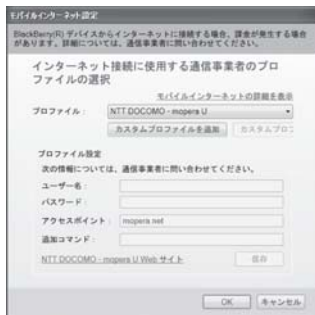 モバイルインターネット設定
BlackBerry(R) デバイスからインターネットに接続する場合、課金が発生する場合
があります。詳細については、通信事業者に問い合わせてください。
インターネット接続に使用する通信事業者のプロ
ファイルの選択
モバイルインターネットの詳細を表示
プロファイル： NTT DOCOMO - mopera U
カスタムプロファイルを追加 カスタムプロ
プロファイル設定
次の情報については、通信事業者に問い合わせてください。
ユーザー名：
パスワード：
アクセスポイント： mopera.net
追加コマンド：
NTT DOCOMO - mopera U Web サイト 保存
OK キャンセル